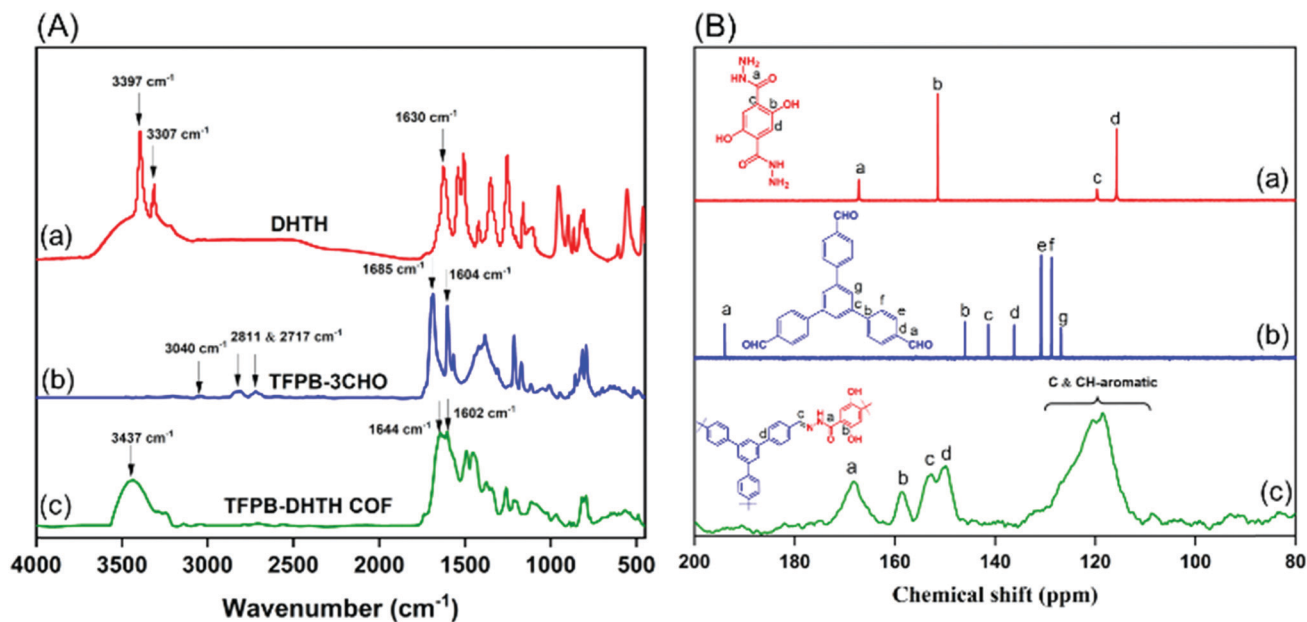 (A)
3397 cm⁻¹
3307 cm⁻¹
1630 cm⁻¹
(a)
DHTH
1685 cm⁻¹
1604 cm⁻¹
3040 cm⁻¹
2811 & 2717 cm⁻¹
(b)
TFPB-3CHO
1644 cm⁻¹
1602 cm⁻¹
3437 cm⁻¹
(c)
TFPB-DHTH COF
4000 3500 3000 2500 2000 1500 1000 500
Wavenumber (cm⁻¹)
(B)
NH₂
NH
a
O
c
b
OH
d
HO
O
NH
NH₂
a
b
c
d
(a)
CHO
g
c
b
f
e
d
a
OHC
CHO
a
b
c
d
e
f
g
(b)
C & CH-aromatic
OH
H
N
a
c
N
O
b
OH
d
a
b
c
d
(c)
200 180 160 140 120 100 80
Chemical shift (ppm)